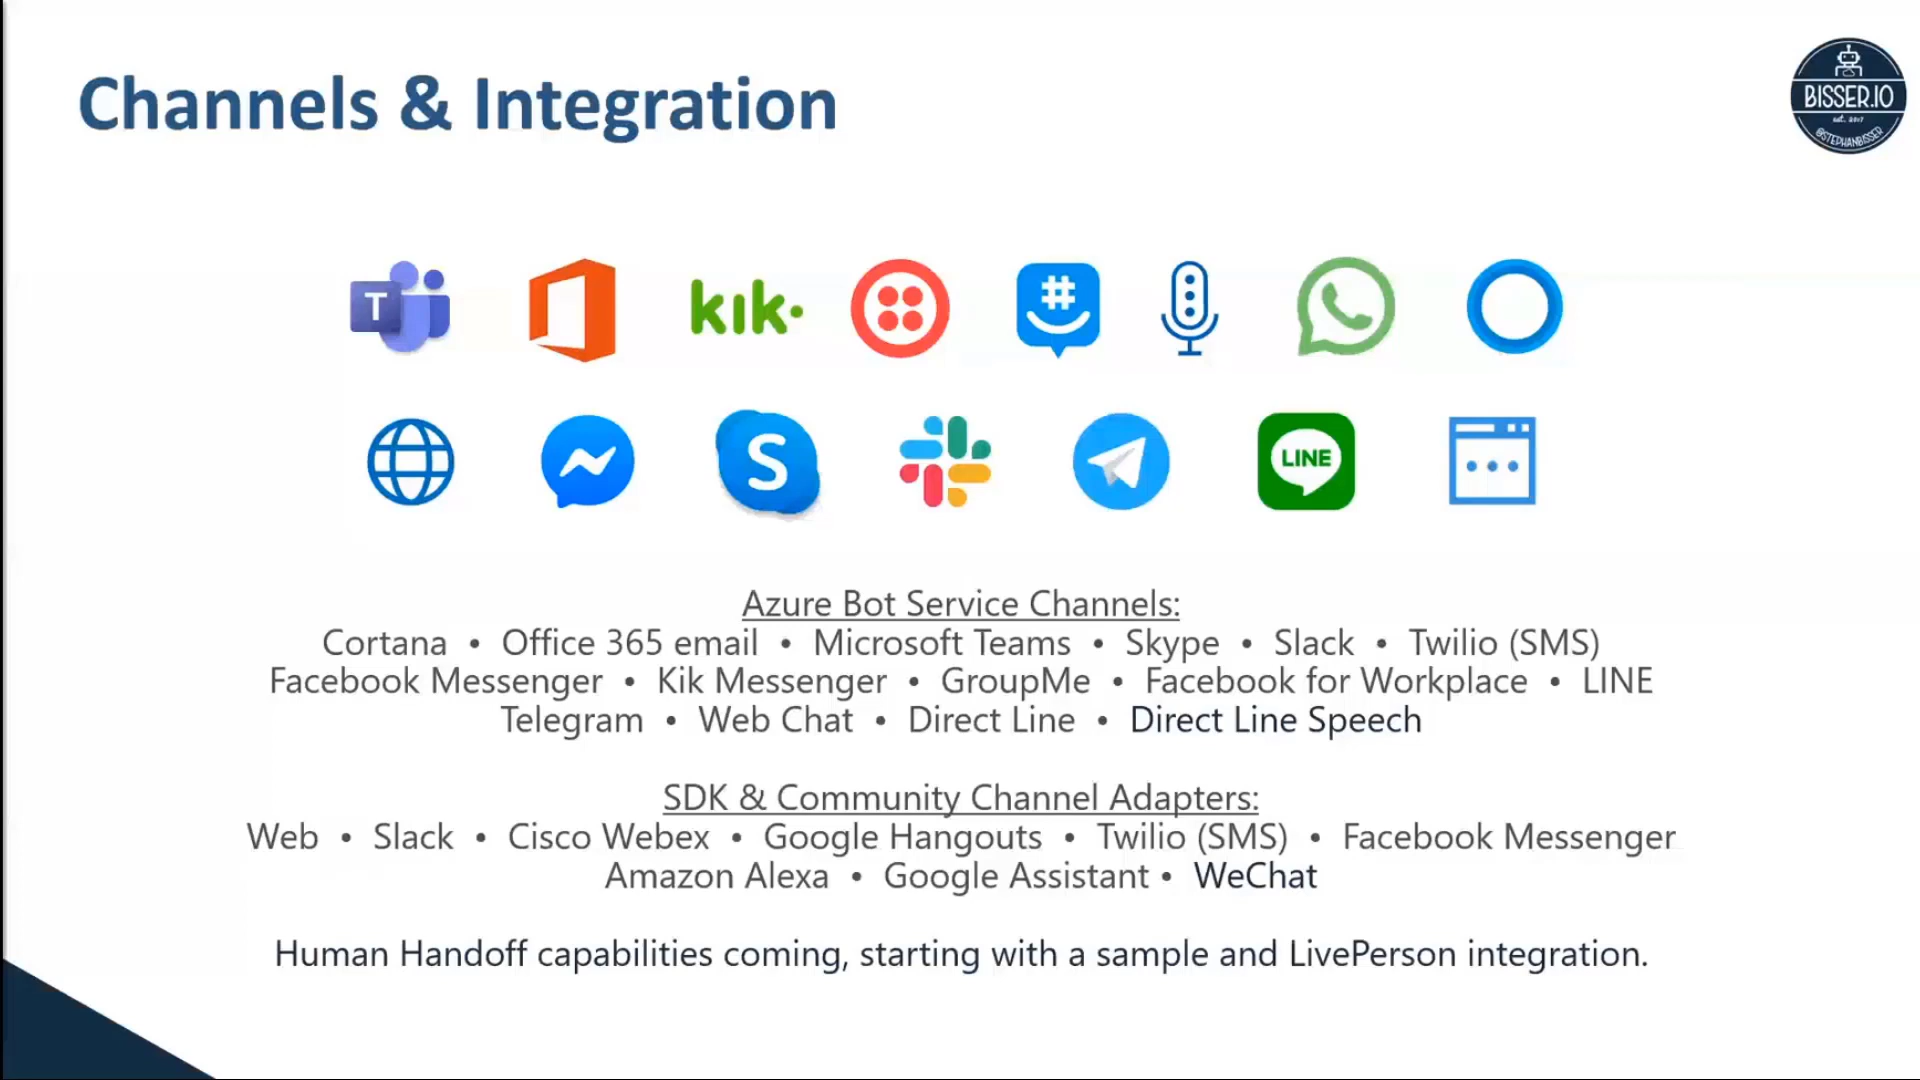 Channels & Integration
BISSER.IO
est. 2017
@STEPHANBISSER
T
kik.
#
S
LINE
Azure Bot Service Channels:
Cortana • Office 365 email • Microsoft Teams • Skype • Slack • Twilio (SMS)
Facebook Messenger • Kik Messenger • GroupMe • Facebook for Workplace • LINE
Telegram • Web Chat • Direct Line • Direct Line Speech
SDK & Community Channel Adapters:
Web • Slack • Cisco Webex • Google Hangouts • Twilio (SMS) • Facebook Messenger
Amazon Alexa • Google Assistant • WeChat
Human Handoff capabilities coming, starting with a sample and LivePerson integration.